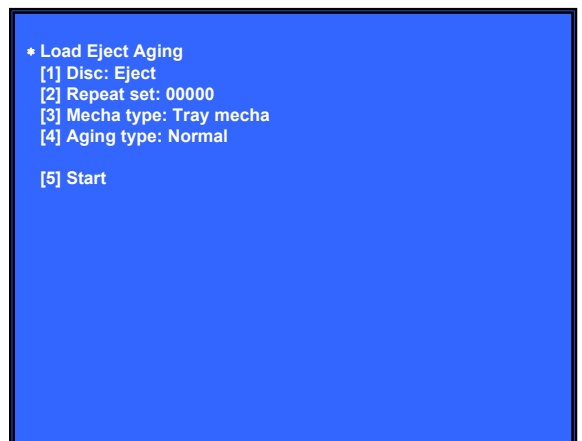 * Load Eject Aging
[1] Disc: Eject
[2] Repeat set: 00000
[3] Mecha type: Tray mecha
[4] Aging type: Normal
[5] Start